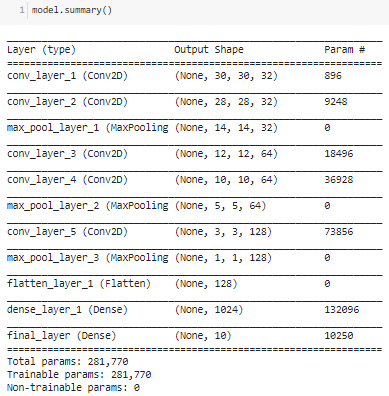 1 model.summary()
Layer (type) Output Shape Param #
conv_layer_1 (Conv2D) (None, 30, 30, 32) 896
conv_layer_2 (Conv2D) (None, 28, 28, 32) 9248
max_pool_layer_1 (MaxPooling (None, 14, 14, 32) 0
conv_layer_3 (Conv2D) (None, 12, 12, 64) 18496
conv_layer_4 (Conv2D) (None, 10, 10, 64) 36928
max_pool_layer_2 (MaxPooling (None, 5, 5, 64) 0
conv_layer_5 (Conv2D) (None, 3, 3, 128) 73856
max_pool_layer_3 (MaxPooling (None, 1, 1, 128) 0
flatten_layer_1 (Flatten) (None, 128) 0
dense_layer_1 (Dense) (None, 1024) 132096
final_layer (Dense) (None, 10) 10250
Total params: 281,770
Trainable params: 281,770
Non-trainable params: 0